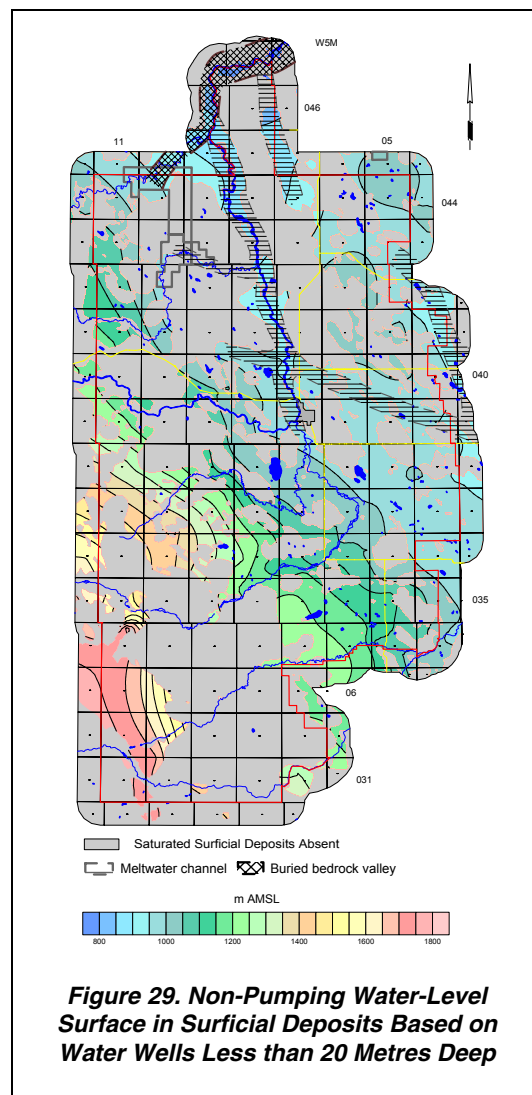 W5M
046
11
05
044
040
035
06
031
Saturated Surficial Deposits Absent
Meltwater channel Buried bedrock valley
m AMSL
800 1000 1200 1400 1600 1800
Figure 29. Non-Pumping Water-Level
Surface in Surficial Deposits Based on
Water Wells Less than 20 Metres Deep